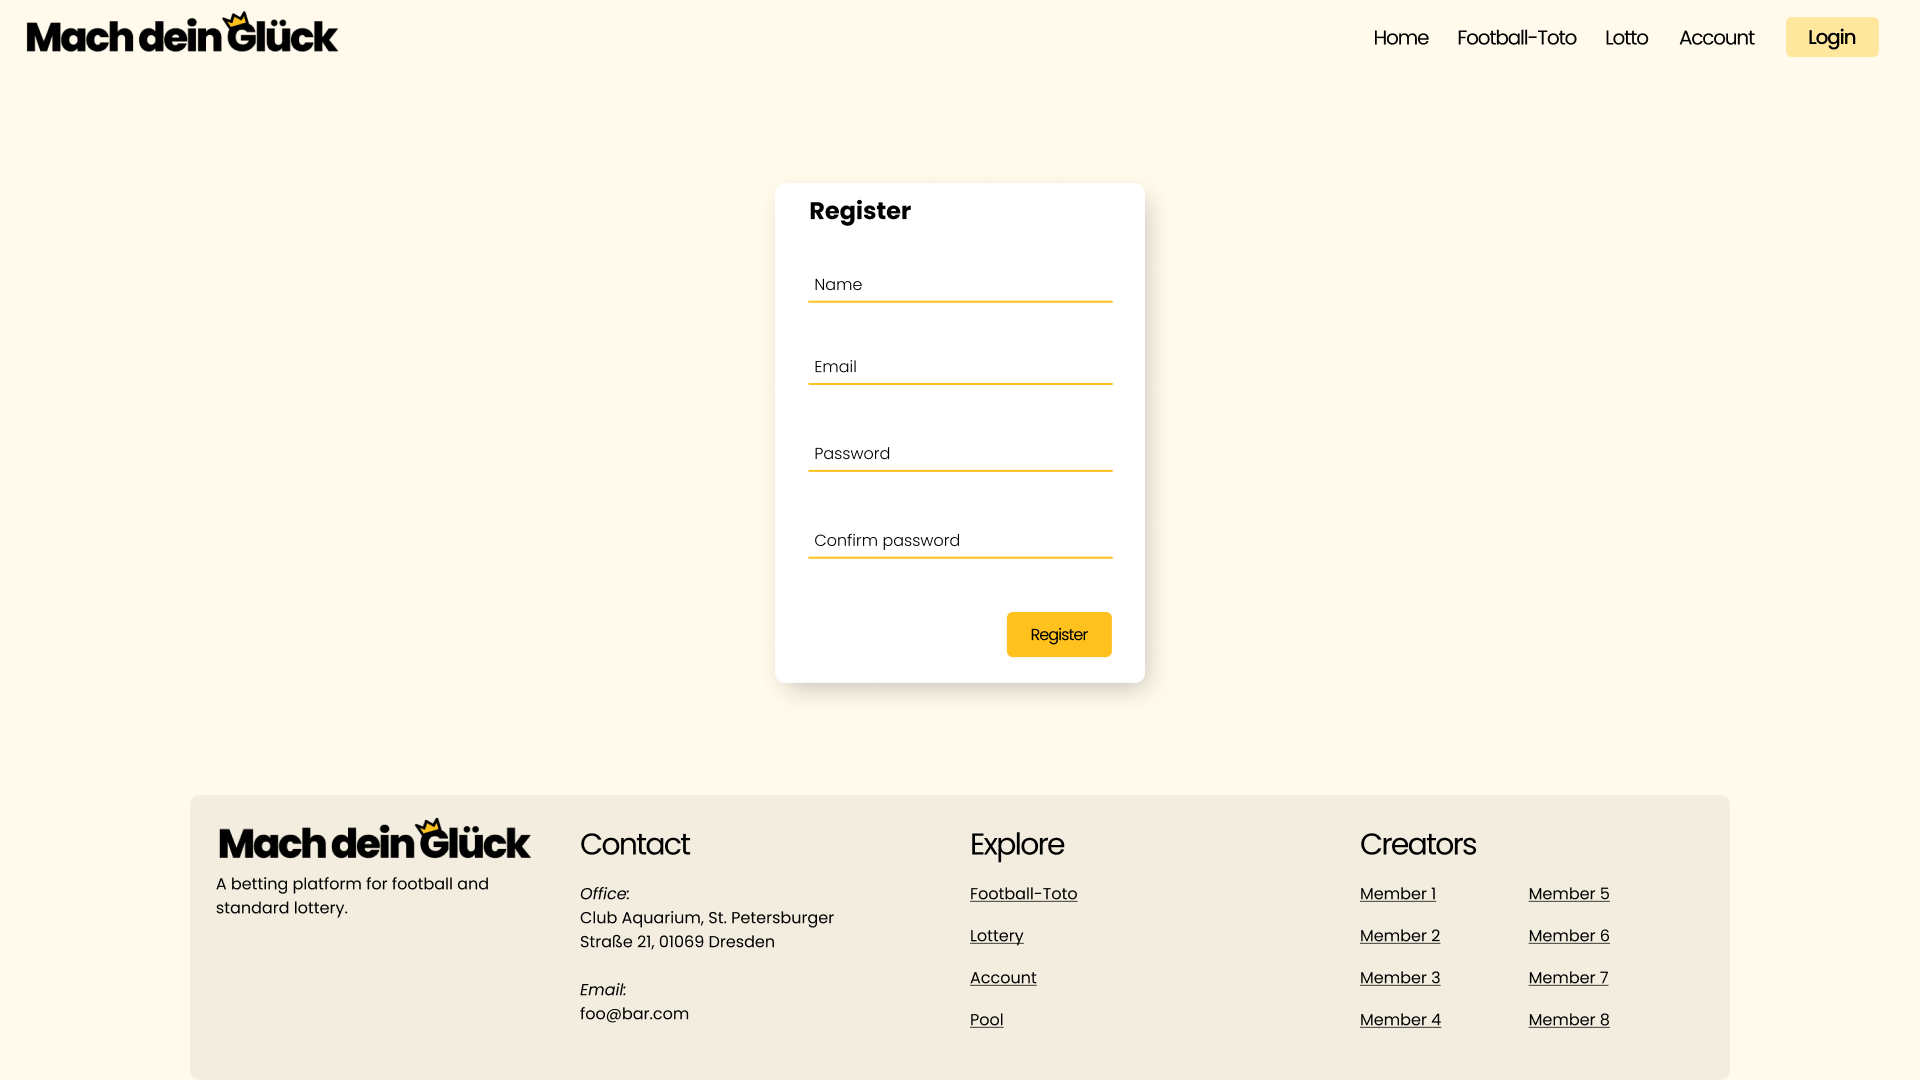 Mach dein Glück
Home Football-Toto Lotto Account Login
Register
Name
Email
Password
Confirm password
Register
Mach dein Glück
A betting platform for football and
standard lottery.
Contact
Office:
Club Aquarium, St. Petersburger
Straße 21, 01069 Dresden
Email:
foo@bar.com
Explore
Football-Toto
Lottery
Account
Pool
Creators
Member 1
Member 2
Member 3
Member 4
Member 5
Member 6
Member 7
Member 8